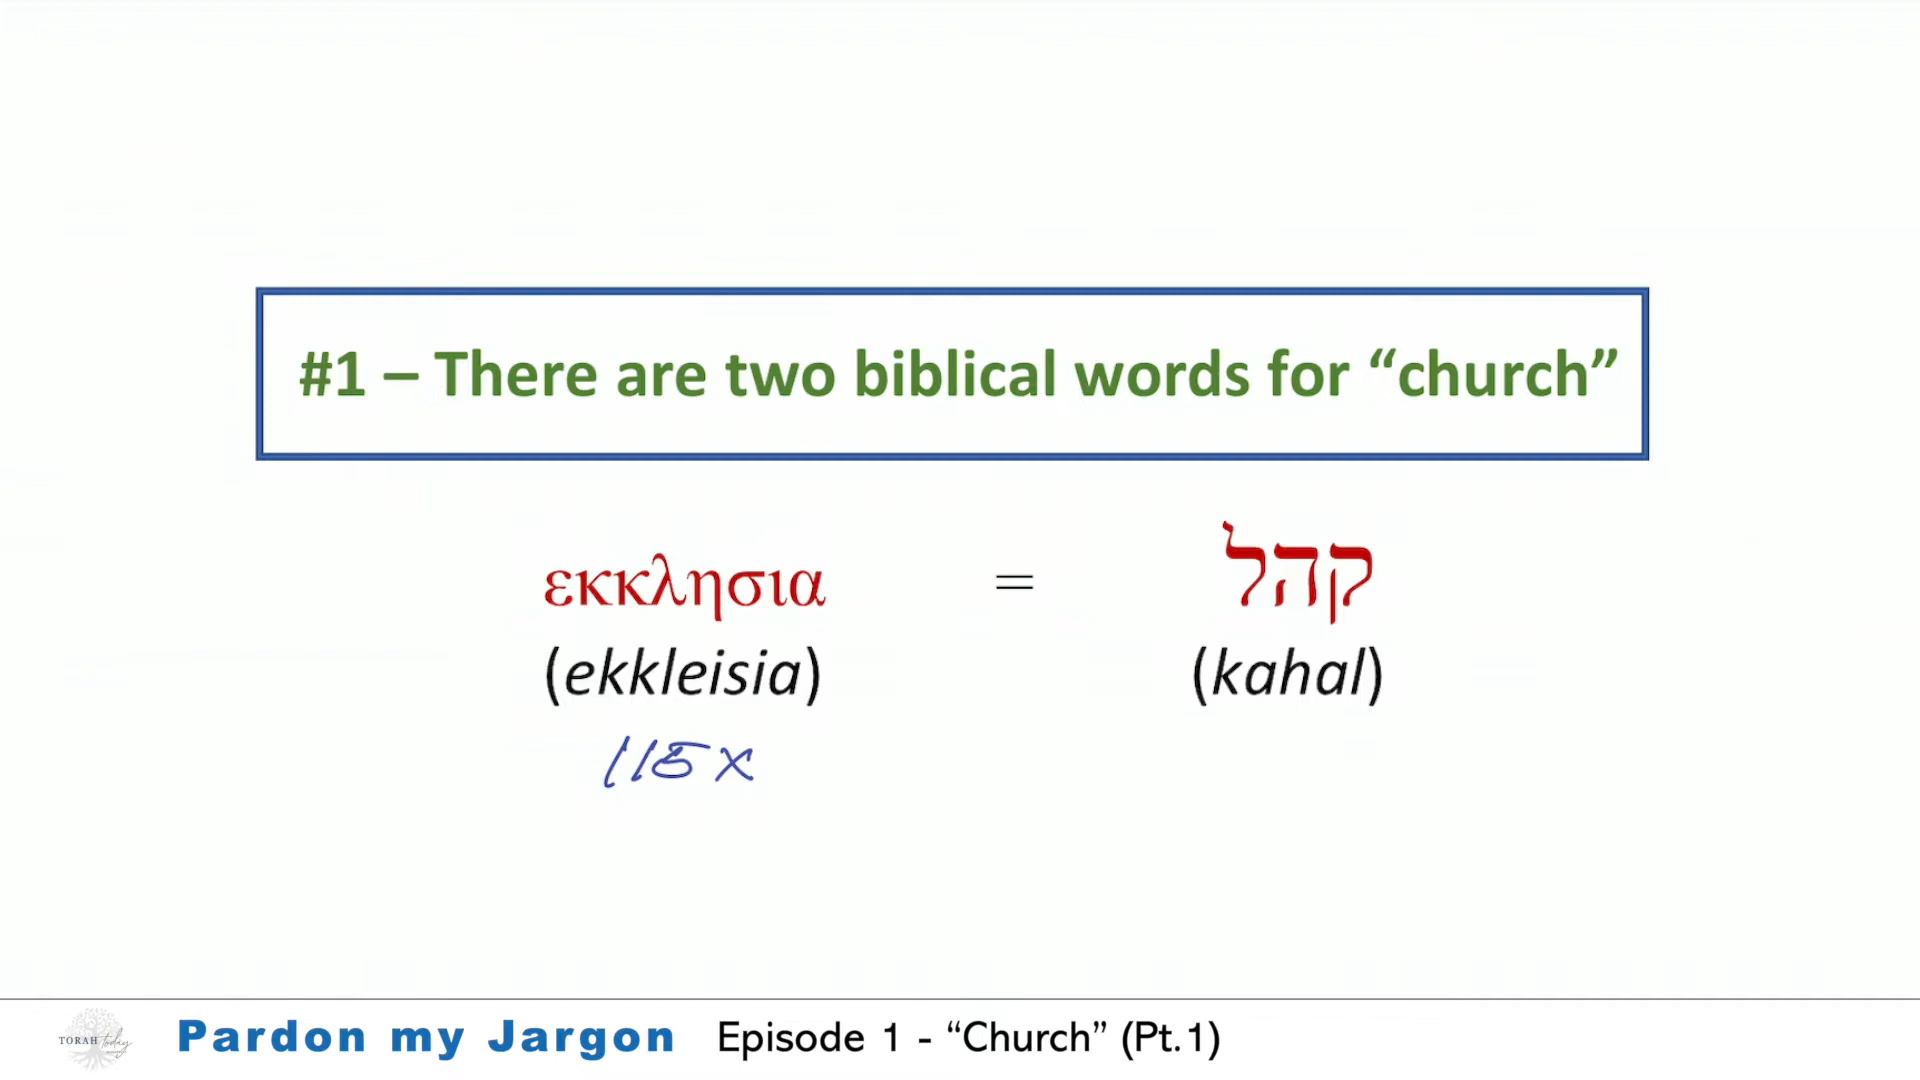 #1 – There are two biblical words for “church”
εκκλησια = קהל
(ekkleisia) (kahal)
115x
TORAH today
Pardon my Jargon Episode 1 - “Church” (Pt.1)